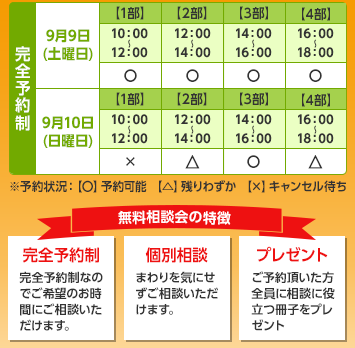 完全予約制
9月9日
(土曜日)
【1部】 【2部】 【3部】 【4部】
10:00 12:00 14:00 16:00
~ ~ ~ ~
12:00 14:00 16:00 18:00
○ ○ ○ ○
9月10日
(日曜日)
【1部】 【2部】 【3部】 【4部】
10:00 12:00 14:00 16:00
~ ~ ~ ~
12:00 14:00 16:00 18:00
× △ ○ △
※予約状況:【○】予約可能 【△】残りわずか 【×】キャンセル待ち
無料相談会の特徴
完全予約制
完全予約制なの
でご希望のお時
間にご相談いた
だけます。
個別相談
まわりを気にせ
ずご相談いただ
けます。
プレゼント
ご予約頂いた方
全員に相談に役
立つ冊子をプレ
ゼント